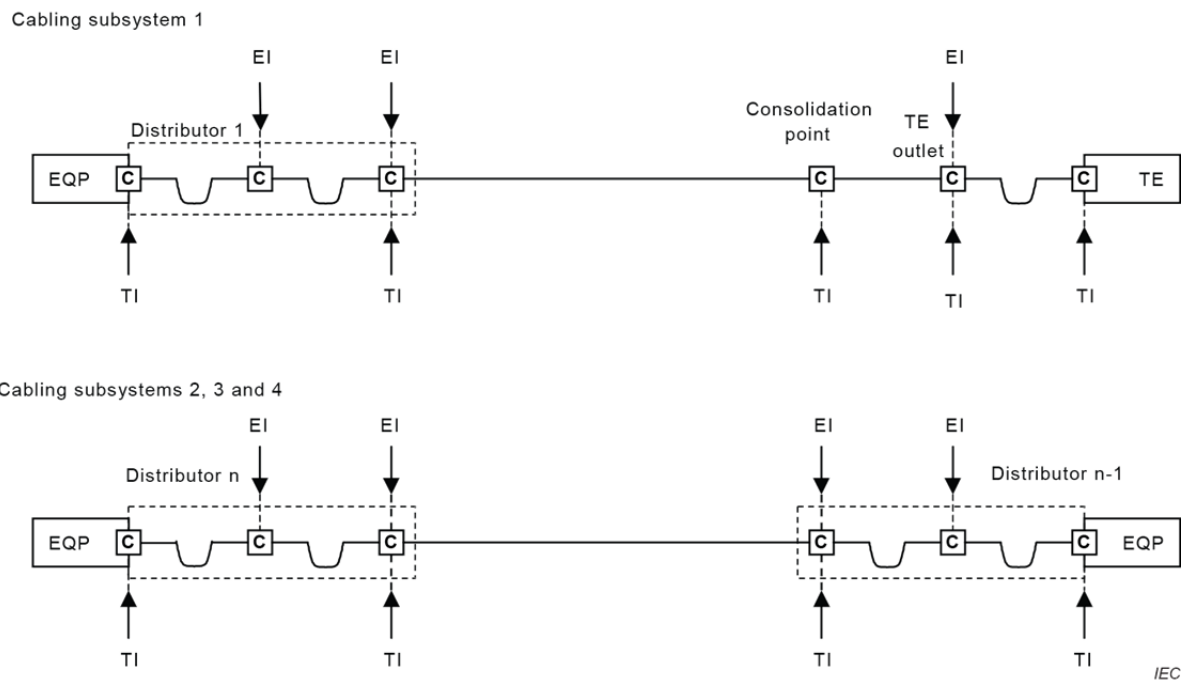 Cabling subsystem 1
EI EI EI
Consolidation
point
TE
outlet
Distributor 1
EQP C C C C C C TE
TI TI TI TI TI
Cabling subsystems 2, 3 and 4
EI EI EI EI
Distributor n Distributor n-1
EQP C C C C C C EQP
TI TI TI TI
IEC